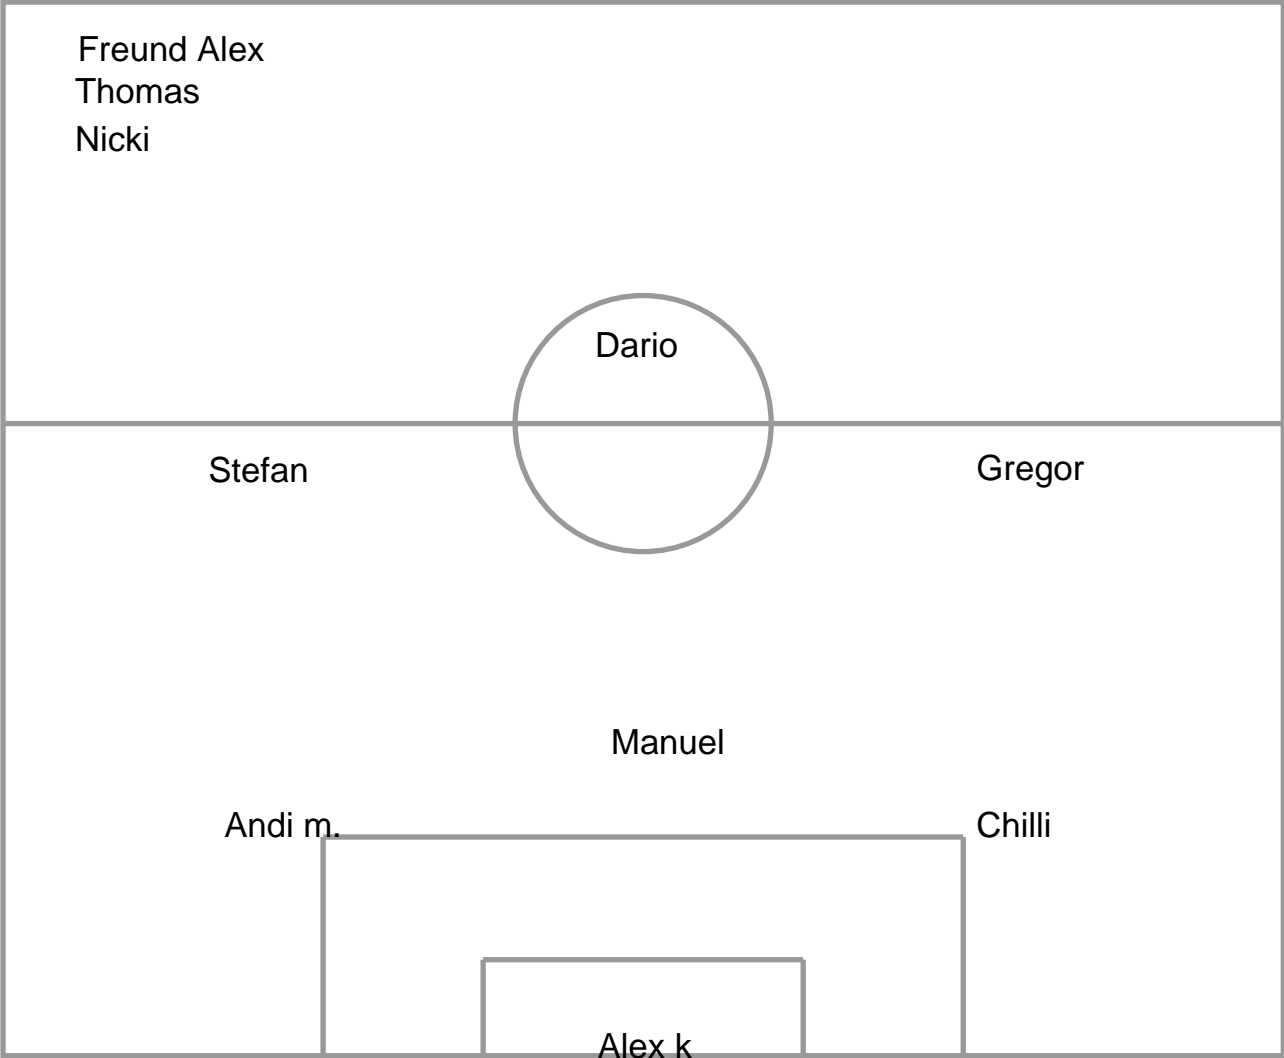 Freund Alex
Thomas
Nicki
Dario
Stefan
Gregor
Manuel
Andi m.
Chilli
Alex k